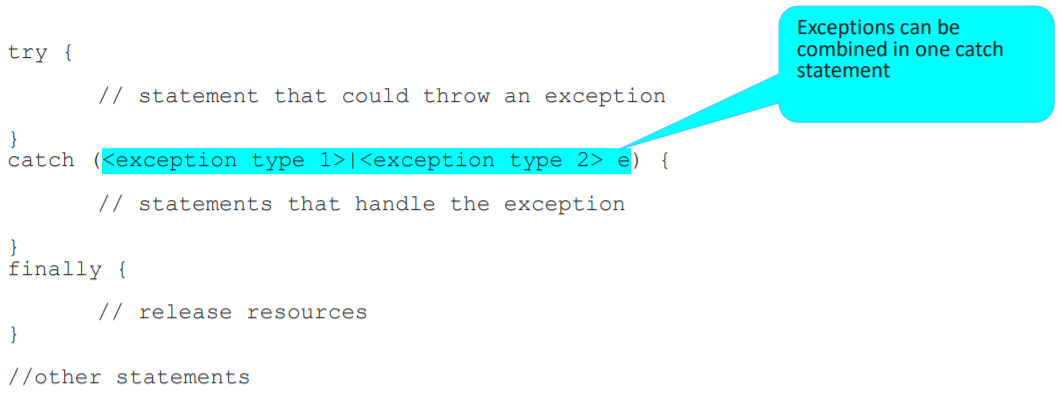 Exceptions can be
combined in one catch
statement
try {
// statement that could throw an exception
}
catch (<exception type 1>|<exception type 2> e) {
// statements that handle the exception
}
finally {
// release resources
}
//other statements